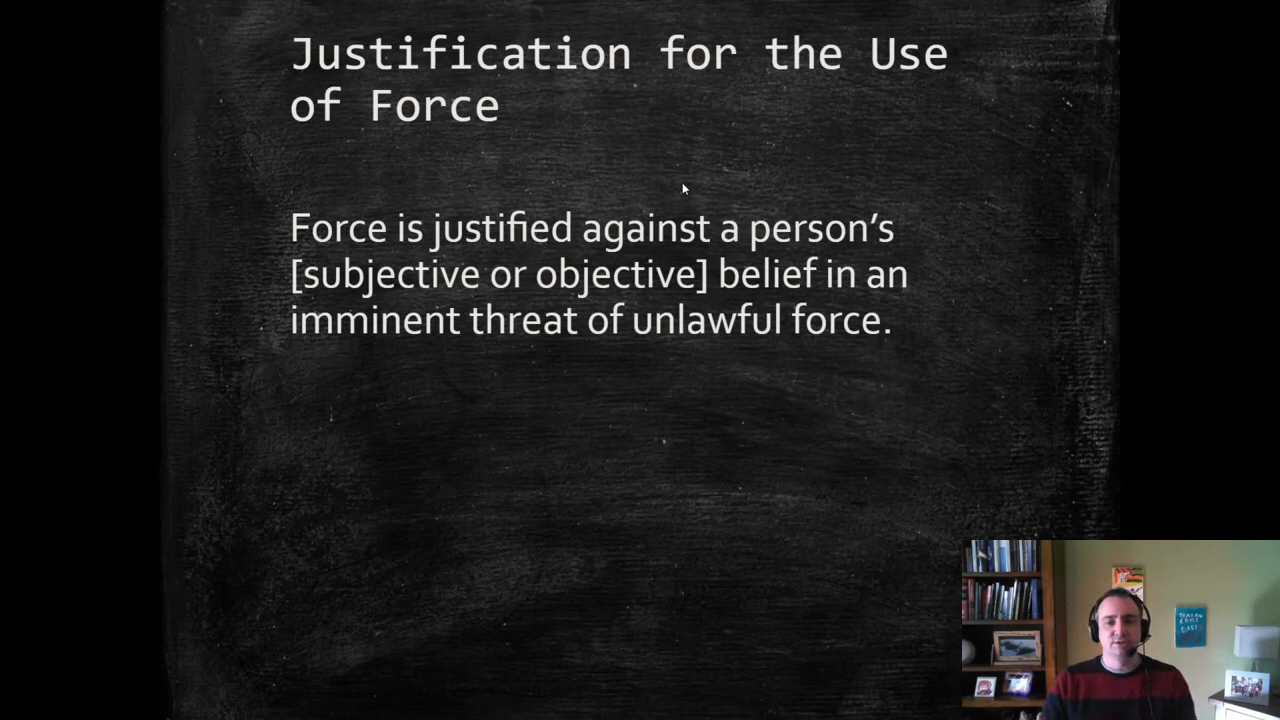 Justification for the Use
of Force
Force is justified against a person’s
[subjective or objective] belief in an
imminent threat of unlawful force.